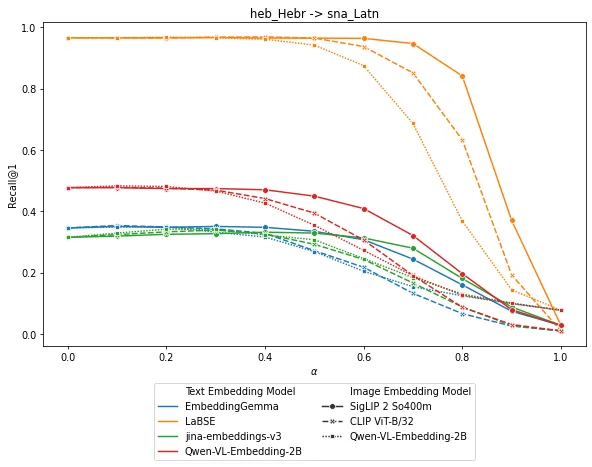 heb_Hebr -> sna_Latn
1.0
0.8
0.6
0.4
0.2
0.0
Recall@1
0.0 0.2 0.4 0.6 0.8 1.0
α
Text Embedding Model Image Embedding Model
EmbeddingGemma SigLIP 2 So400m
LaBSE CLIP ViT-B/32
jina-embeddings-v3 Qwen-VL-Embedding-2B
Qwen-VL-Embedding-2B